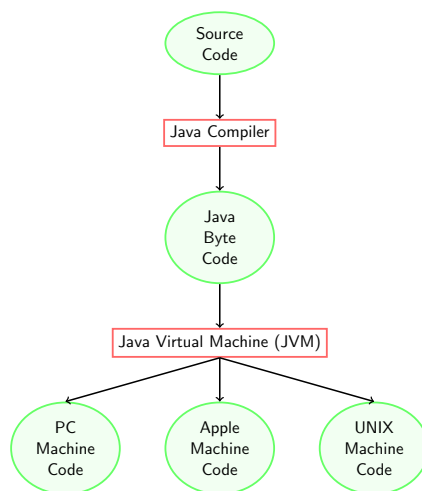 Source
Code
Java Compiler
Java
Byte
Code
Java Virtual Machine (JVM)
PC
Machine
Code
Apple
Machine
Code
UNIX
Machine
Code